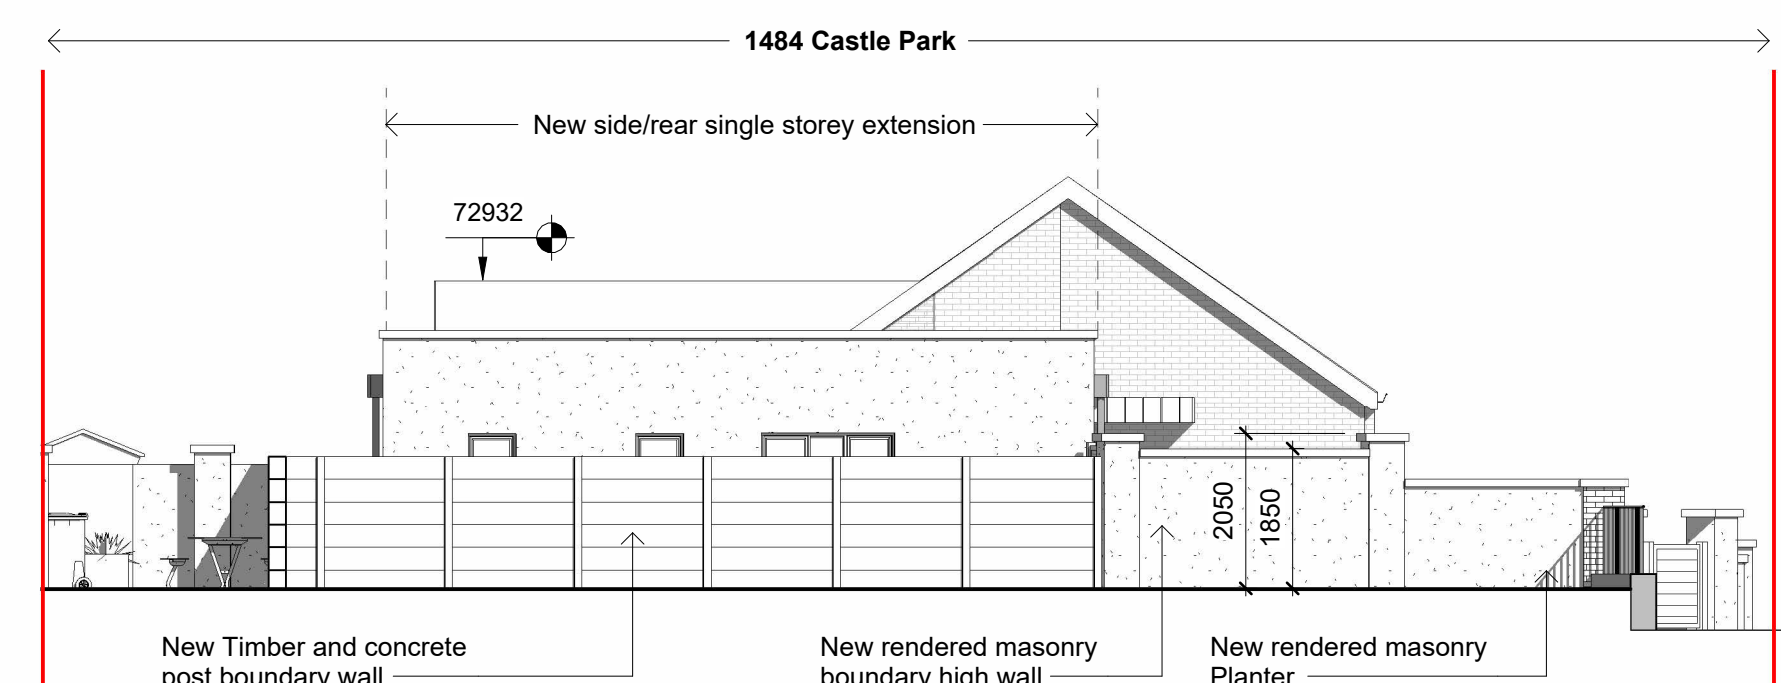 1484 Castle Park
New side/rear single storey extension
72932
2050
1850
New Timber and concrete
post boundary wall
New rendered masonry
boundary high wall
New rendered masonry
Planter